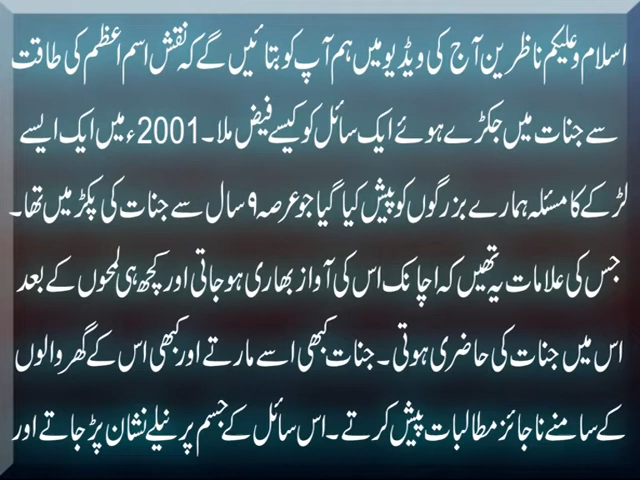 اسلام و علیکم ناظرین آج کی ویڈیو میں ہم آپ کو بتائیں گے کہ نقش اسم اعظم کی طاقت
سے جنات میں جکڑے ہوئے ایک سائل کو کیسے فیض ملا۔ 2001ء میں ایک ایسے
لڑکے کا مسئلہ ہمارے بزرگوں کو پیش کیا گیا جو عرصہ ۹ سال سے جنات کی پکڑ میں تھا۔
جس کی علامات یہ تھیں کہ اچانک اس کی آواز بھاری ہو جاتی اور کچھ ہی لمحوں کے بعد
اس میں جنات کی حاضری ہوتی۔ جنات کبھی اسے مارتے اور کبھی اس کے گھر والوں
کے سامنے ناجائز مطالبات پیش کرتے۔ اس سائل کے جسم پر نیلے نشان پڑ جاتے اور